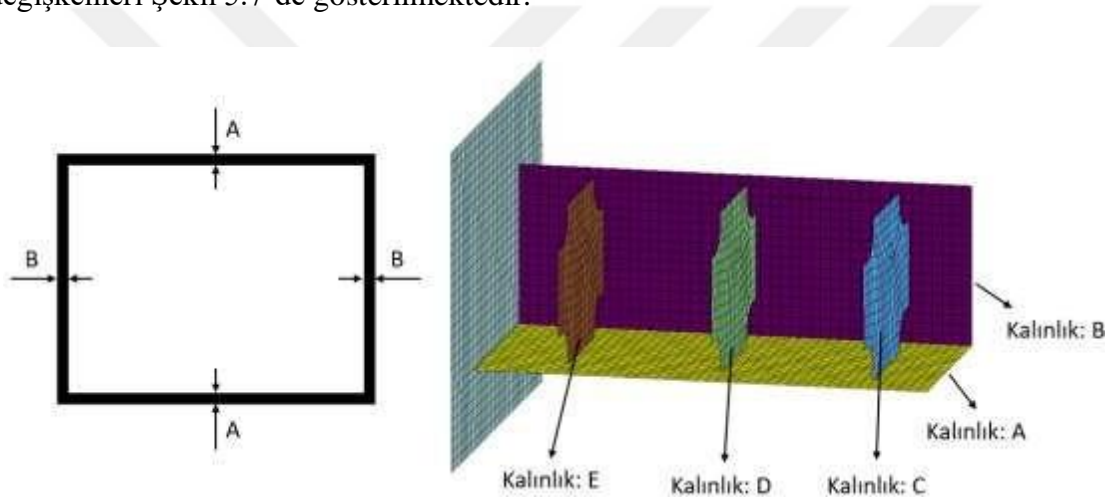 değişkenleri Şekil 3.7'de gösterilmektedir.
A
B
B
A
Kalınlık: B
Kalınlık: A
Kalınlık: E
Kalınlık: D
Kalınlık: C